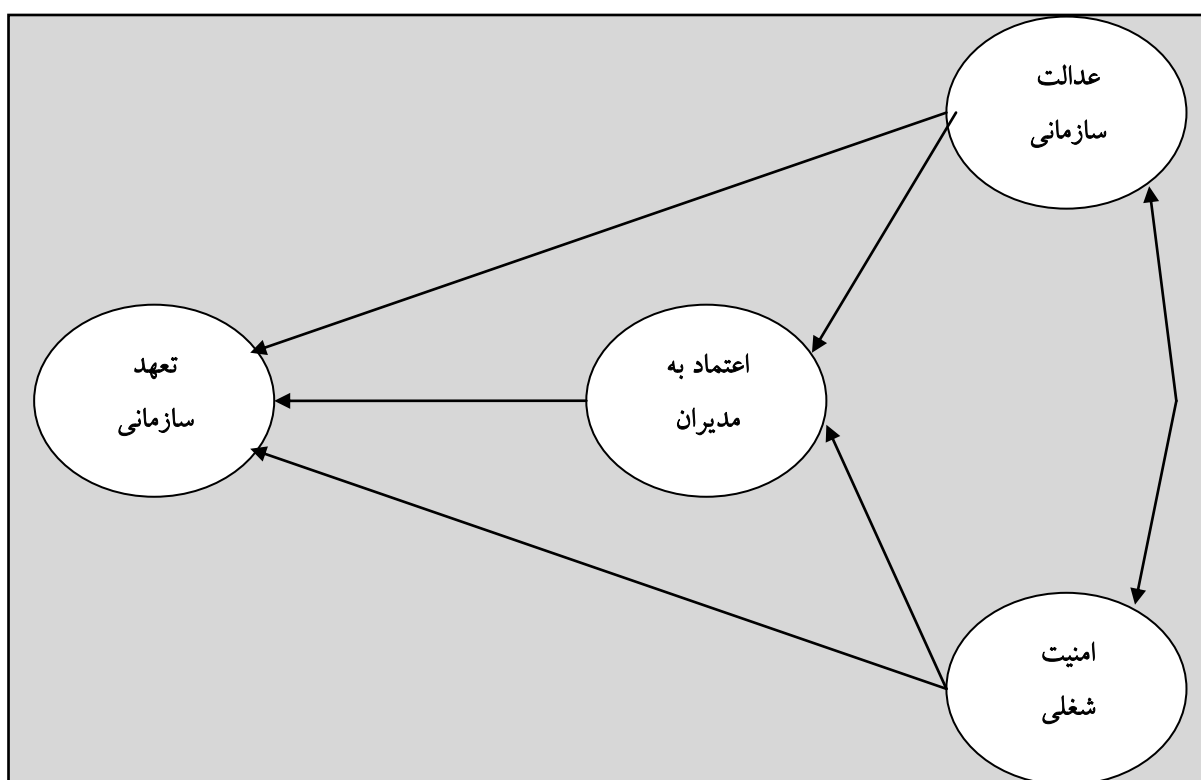 عدالت
سازمانی
اعتماد به
مدیران
تعهد
سازمانی
امنیت
شغلی